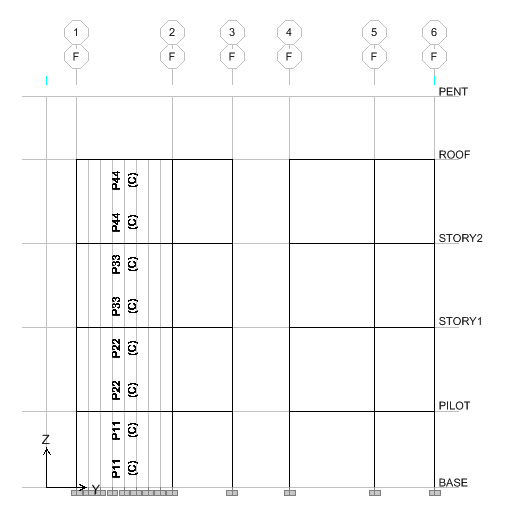 1 2 3 4 5 6
F F F F F F
PENT
ROOF
P44 (C)
P44 (C)
STORY2
P33 (C)
P33 (C)
STORY1
P22 (C)
P22 (C)
PILOT
P11 (C)
Z
P11 (C)
BASE
Y